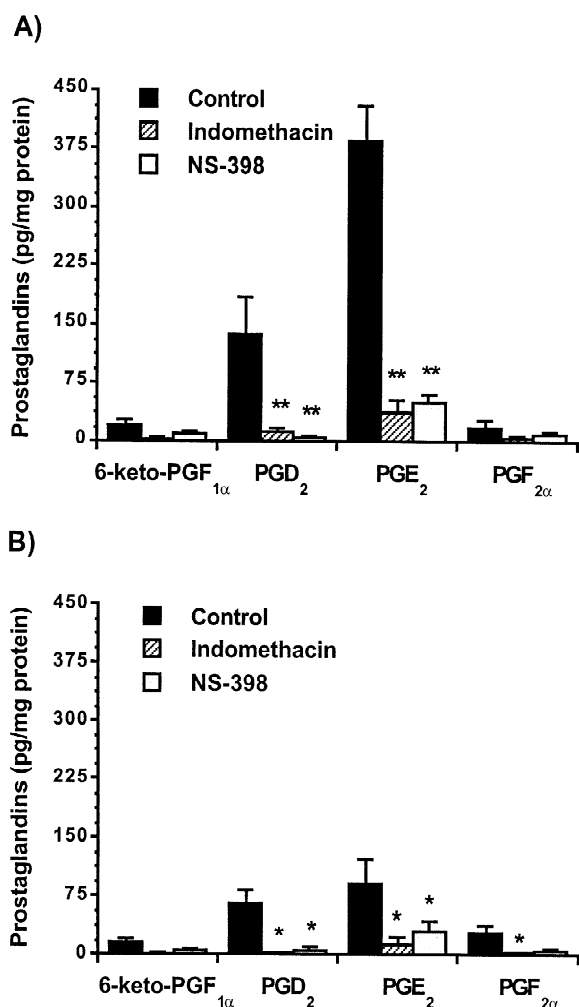 A)
Prostaglandins (pg/mg protein)
450
375
300
225
150
75
0
Control
Indomethacin
NS-398
** **
** **
6-keto-PGF1α PGD2 PGE2 PGF2α
B)
Prostaglandins (pg/mg protein)
450
375
300
225
150
75
0
Control
Indomethacin
NS-398
* *
* *
*
6-keto-PGF1α PGD2 PGE2 PGF2α